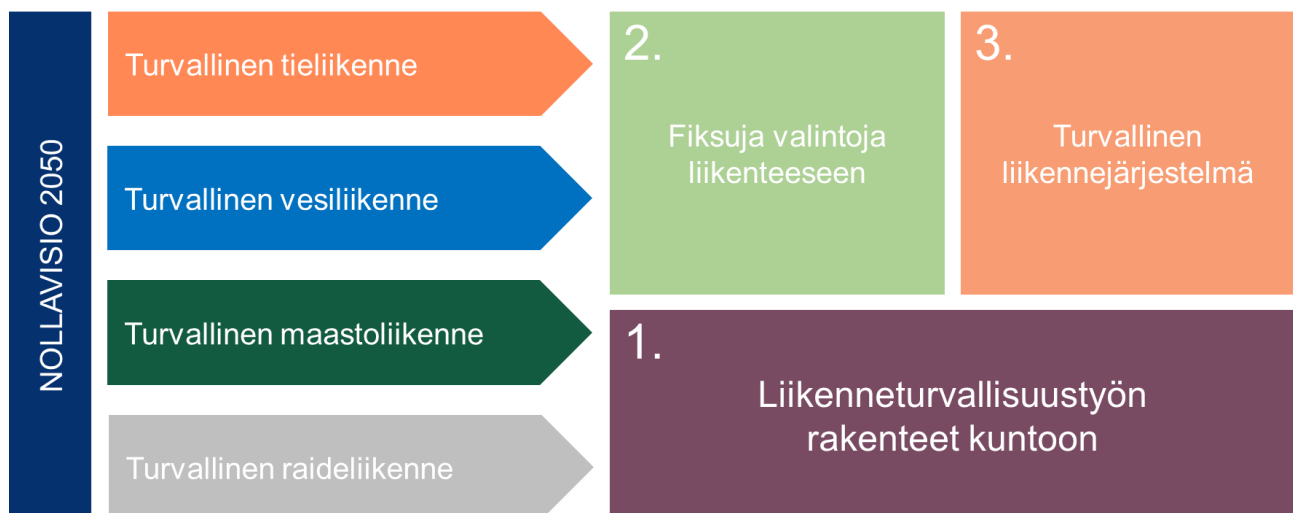 NOLLAVISIO 2050
Turvallinen tieliikenne
Turvallinen vesiliikenne
Turvallinen maastoliikenne
Turvallinen raideliikenne
2.
Fiksuja valintoja
liikenteeseen
3.
Turvallinen
liikennejärjestelmä
1.
Liikenneturvallisuustyön
rakenteet kuntoon